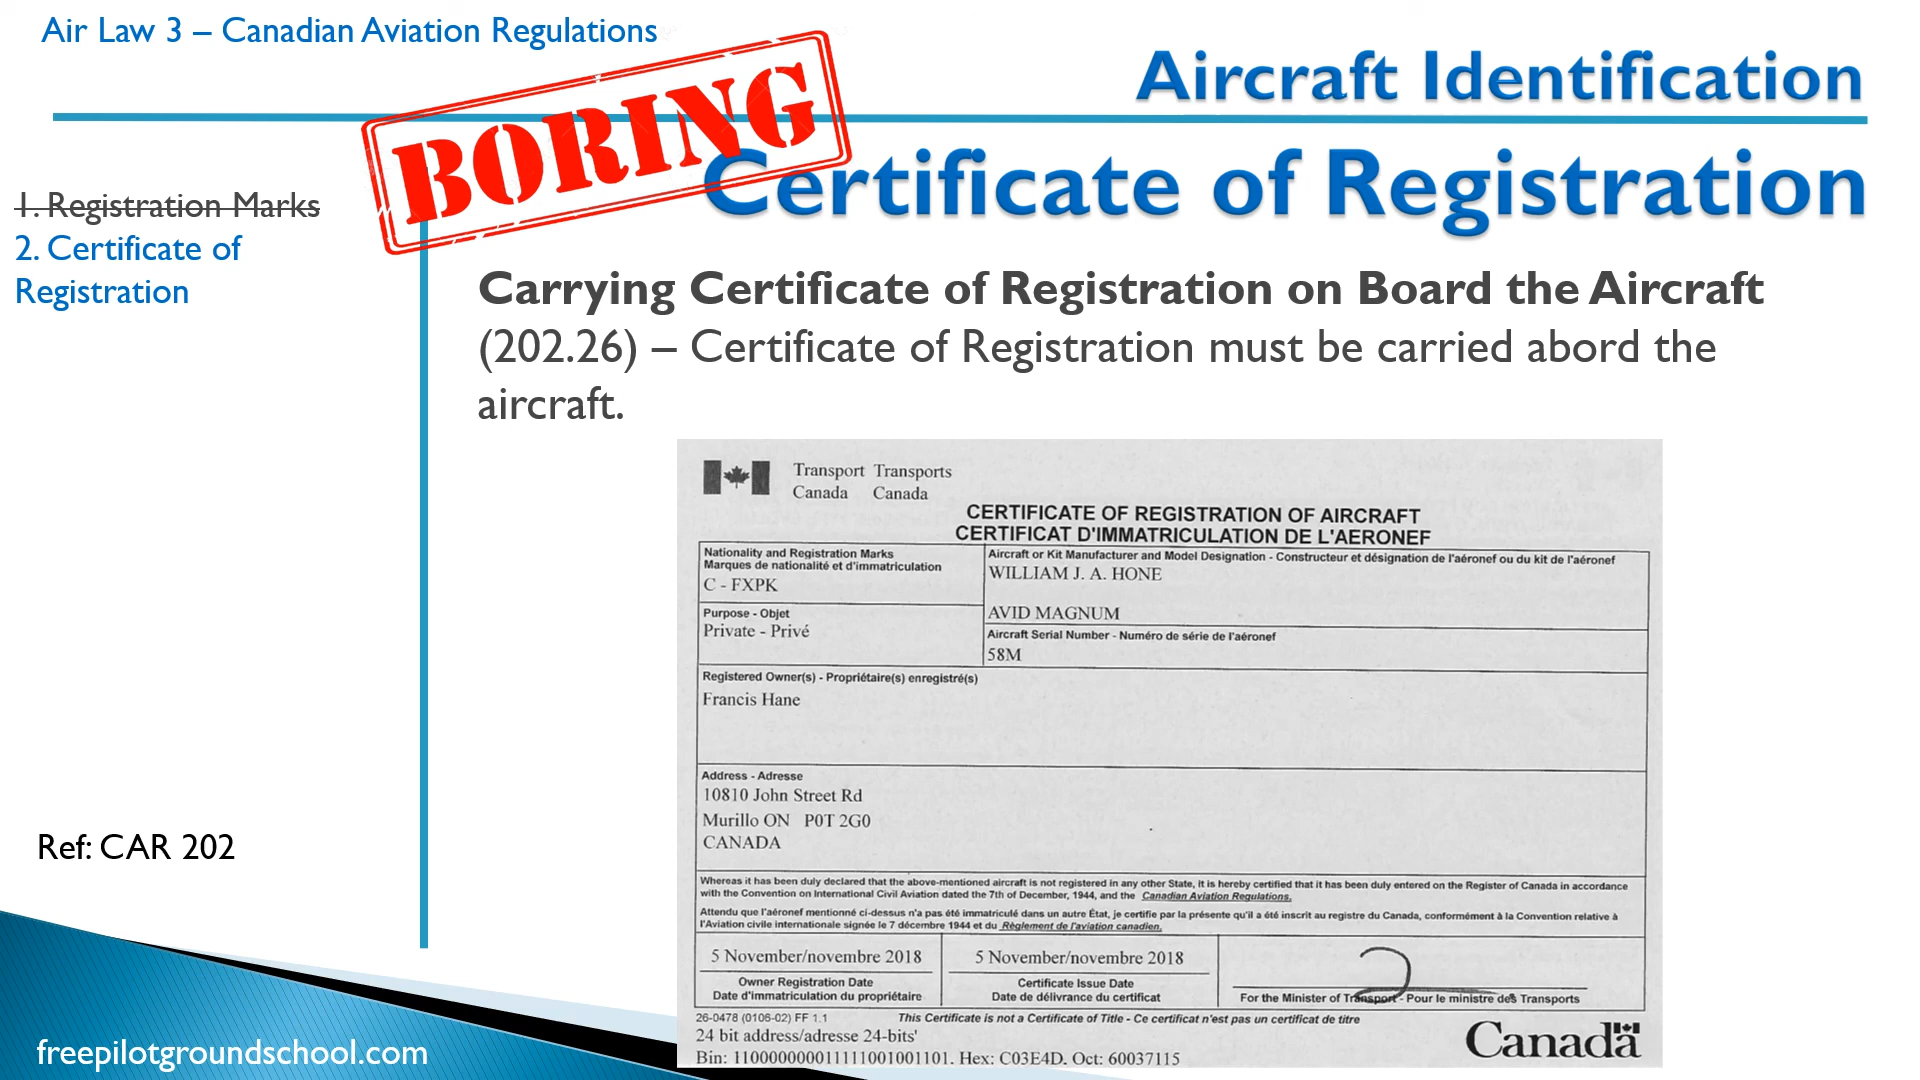 Air Law 3 – Canadian Aviation Regulations
BORING
Aircraft Identification
Certificate of Registration
1. Registration Marks
2. Certificate of
Registration
Carrying Certificate of Registration on Board the Aircraft
(202.26) – Certificate of Registration must be carried abord the
aircraft.
Transport Transports
Canada Canada
CERTIFICATE OF REGISTRATION OF AIRCRAFT
CERTIFICAT D'IMMATRICULATION DE L'AERONEF
Nationality and Registration Marks
Marques de nationalité et d'immatriculation
C - FXPK
Aircraft or Kit Manufacturer and Model Designation - Constructeur et désignation de l'aéronef ou du kit de l'aéronef
WILLIAM J. A. HONE
AVID MAGNUM
Purpose - Objet
Private - Privé
Aircraft Serial Number - Numéro de série de l'aéronef
58M
Registered Owner(s) - Propriétaire(s) enregistré(s)
Francis Hane
Address - Adresse
10810 John Street Rd
Murillo ON P0T 2G0
CANADA
Whereas it has been duly declared that the above-mentioned aircraft is not registered in any other State, it is hereby certified that it has been duly entered on the Register of Canada in accordance
with the Convention on International Civil Aviation dated the 7th of December, 1944, and the Canadian Aviation Regulations.
Attendu que l'aéronef mentionné ci-dessus n'a pas été immatriculé dans un autre État, je certifie par la présente qu'il a été inscrit au registre du Canada, conformément à la Convention relative à
l'Aviation civile internationale signée le 7 décembre 1944 et du Règlement de l'aviation canadien.
5 November/novembre 2018
Owner Registration Date
Date d'immatriculation du propriétaire
5 November/novembre 2018
Certificate Issue Date
Date de délivrance du certificat
For the Minister of Transport - Pour le ministre des Transports
26-0478 (0106-02) FF 1.1 This Certificate is not a Certificate of Title - Ce certificat n'est pas un certificat de titre
24 bit address/adresse 24-bits'
Bin: 110000000011111001001101. Hex: C03E4D. Oct: 60037115
Canada
Ref: CAR 202
freepilotgroundschool.com